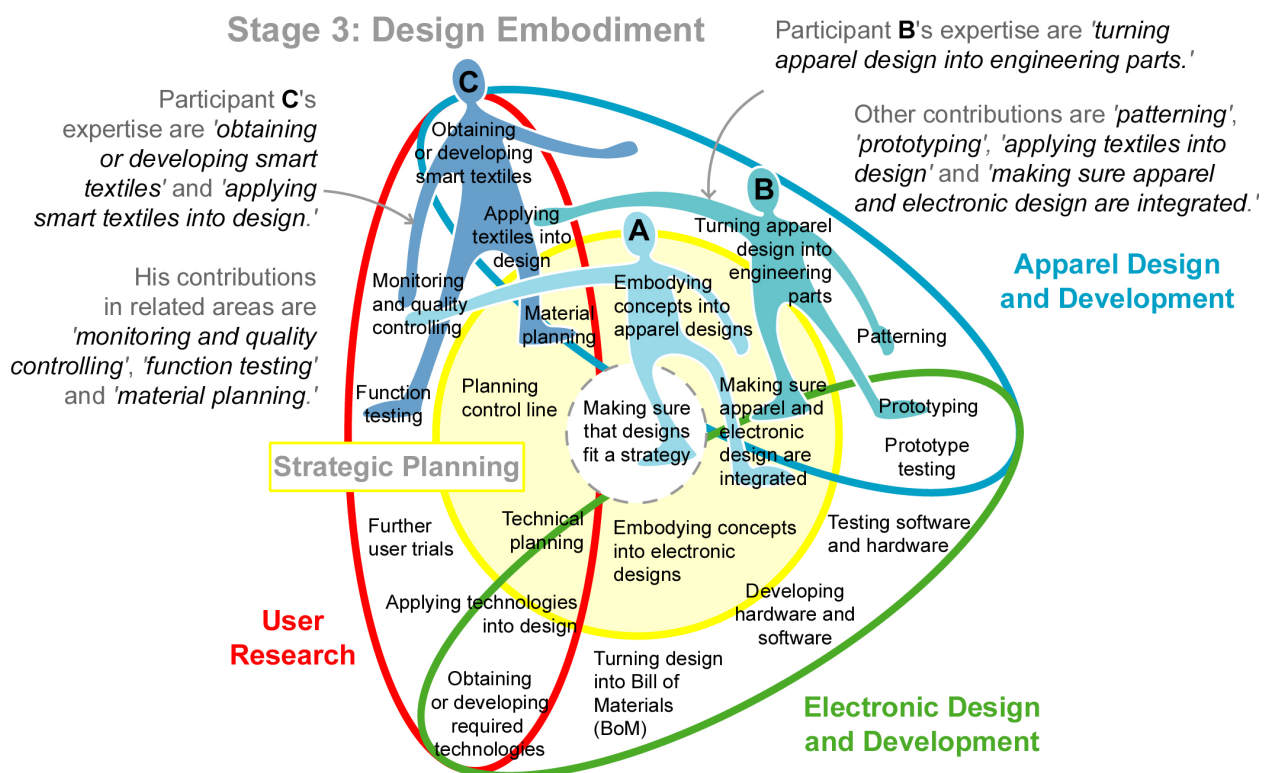 Stage 3: Design Embodiment
Participant B's expertise are 'turning
apparel design into engineering parts.'
Participant C's
expertise are 'obtaining
or developing smart
textiles' and 'applying
smart textiles into design.'
Other contributions are 'patterning',
'prototyping', 'applying textiles into
design' and 'making sure apparel
and electronic design are integrated.'
His contributions
in related areas are
'monitoring and quality
controlling', 'function testing'
and 'material planning.'
Apparel Design
and Development
C
Obtaining
or developing
smart textiles
B
Applying
textiles into
design
A
Turning apparel
design into
engineering
parts
Monitoring
and quality
controlling
Material
planning
Embodying
concepts into
apparel designs
Patterning
Function
testing
Planning
control line
Making sure
that designs
fit a strategy
Making sure
apparel and
electronic
design are
integrated
Prototyping
Prototype
testing
Strategic Planning
Further
user trials
Technical
planning
Embodying concepts
into electronic
designs
Testing software
and hardware
Applying technologies
into design
Developing
hardware and
software
User
Research
Obtaining
or developing
required
technologies
Turning design
into Bill of
Materials
(BoM)
Electronic Design
and Development